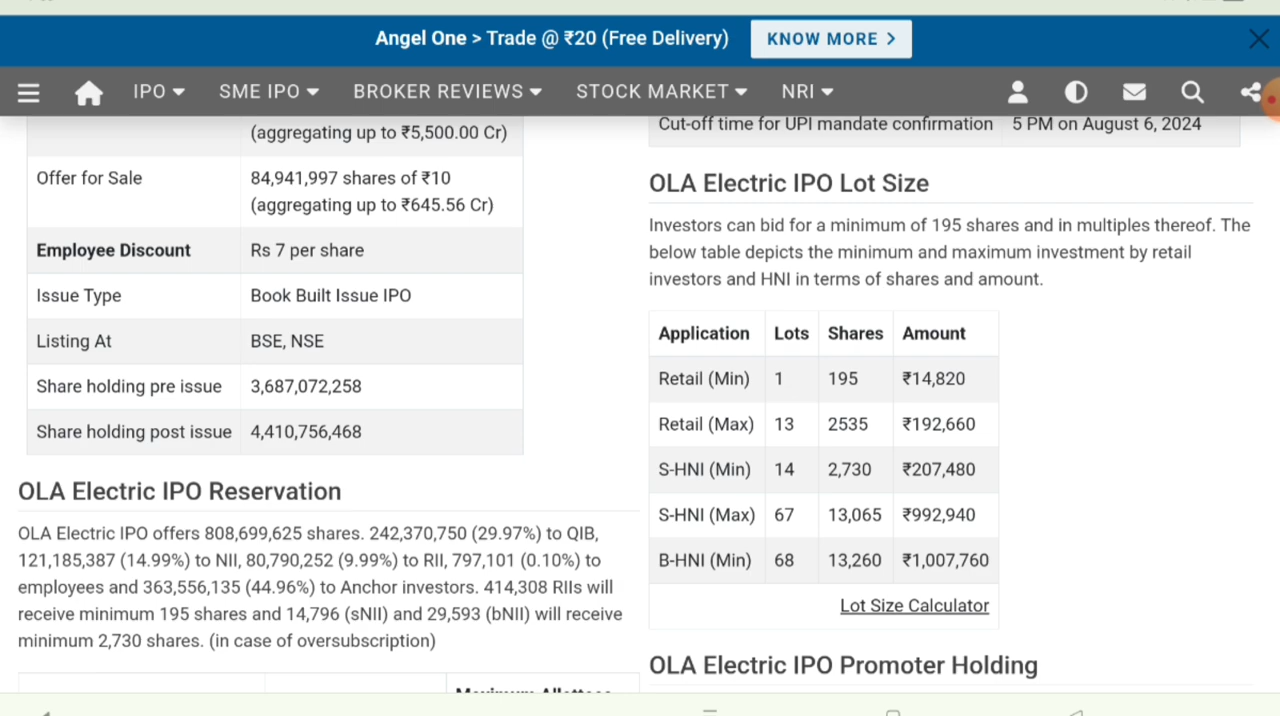 Angel One > Trade @ ₹20 (Free Delivery)
KNOW MORE >
IPO
SME IPO
BROKER REVIEWS
STOCK MARKET
NRI
(aggregating up to ₹5,500.00 Cr)
Offer for Sale
84,941,997 shares of ₹10
(aggregating up to ₹645.56 Cr)
Employee Discount
Rs 7 per share
Issue Type
Book Built Issue IPO
Listing At
BSE, NSE
Share holding pre issue
3,687,072,258
Share holding post issue
4,410,756,468
OLA Electric IPO Reservation
OLA Electric IPO offers 808,699,625 shares. 242,370,750 (29.97%) to QIB,
121,185,387 (14.99%) to NII, 80,790,252 (9.99%) to RII, 797,101 (0.10%) to
employees and 363,556,135 (44.96%) to Anchor investors. 414,308 RIIs will
receive minimum 195 shares and 14,796 (sNII) and 29,593 (bNII) will receive
minimum 2,730 shares. (in case of oversubscription)
Cut-off time for UPI mandate confirmation
5 PM on August 6, 2024
OLA Electric IPO Lot Size
Investors can bid for a minimum of 195 shares and in multiples thereof. The
below table depicts the minimum and maximum investment by retail
investors and HNI in terms of shares and amount.
Application Lots Shares Amount
Retail (Min) 1 195 ₹14,820
Retail (Max) 13 2535 ₹192,660
S-HNI (Min) 14 2,730 ₹207,480
S-HNI (Max) 67 13,065 ₹992,940
B-HNI (Min) 68 13,260 ₹1,007,760
Lot Size Calculator
OLA Electric IPO Promoter Holding